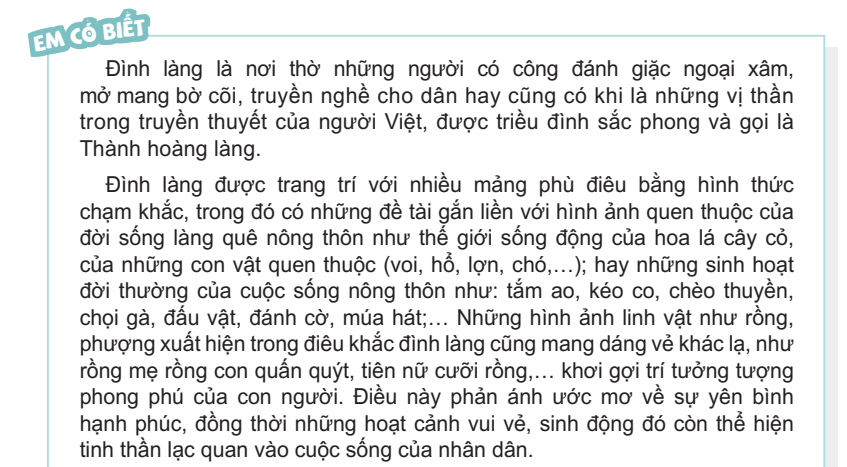 EM CÓ BIẾT
Đình làng là nơi thờ những người có công đánh giặc ngoại xâm,
mở mang bờ cõi, truyền nghề cho dân hay cũng có khi là những vị thần
trong truyền thuyết của người Việt, được triều đình sắc phong và gọi là
Thành hoàng làng.
Đình làng được trang trí với nhiều mảng phù điêu bằng hình thức
chạm khắc, trong đó có những đề tài gắn liền với hình ảnh quen thuộc của
đời sống làng quê nông thôn như thế giới sống động của hoa lá cây cỏ,
của những con vật quen thuộc (voi, hổ, lợn, chó,…); hay những sinh hoạt
đời thường của cuộc sống nông thôn như: tắm ao, kéo co, chèo thuyền,
chọi gà, đấu vật, đánh cờ, múa hát;… Những hình ảnh linh vật như rồng,
phượng xuất hiện trong điêu khắc đình làng cũng mang dáng vẻ khác lạ, như
rồng mẹ rồng con quấn quýt, tiên nữ cưỡi rồng,… khơi gợi trí tưởng tượng
phong phú của con người. Điều này phản ánh ước mơ về sự yên bình
hạnh phúc, đồng thời những hoạt cảnh vui vẻ, sinh động đó còn thể hiện
tinh thần lạc quan vào cuộc sống của nhân dân.